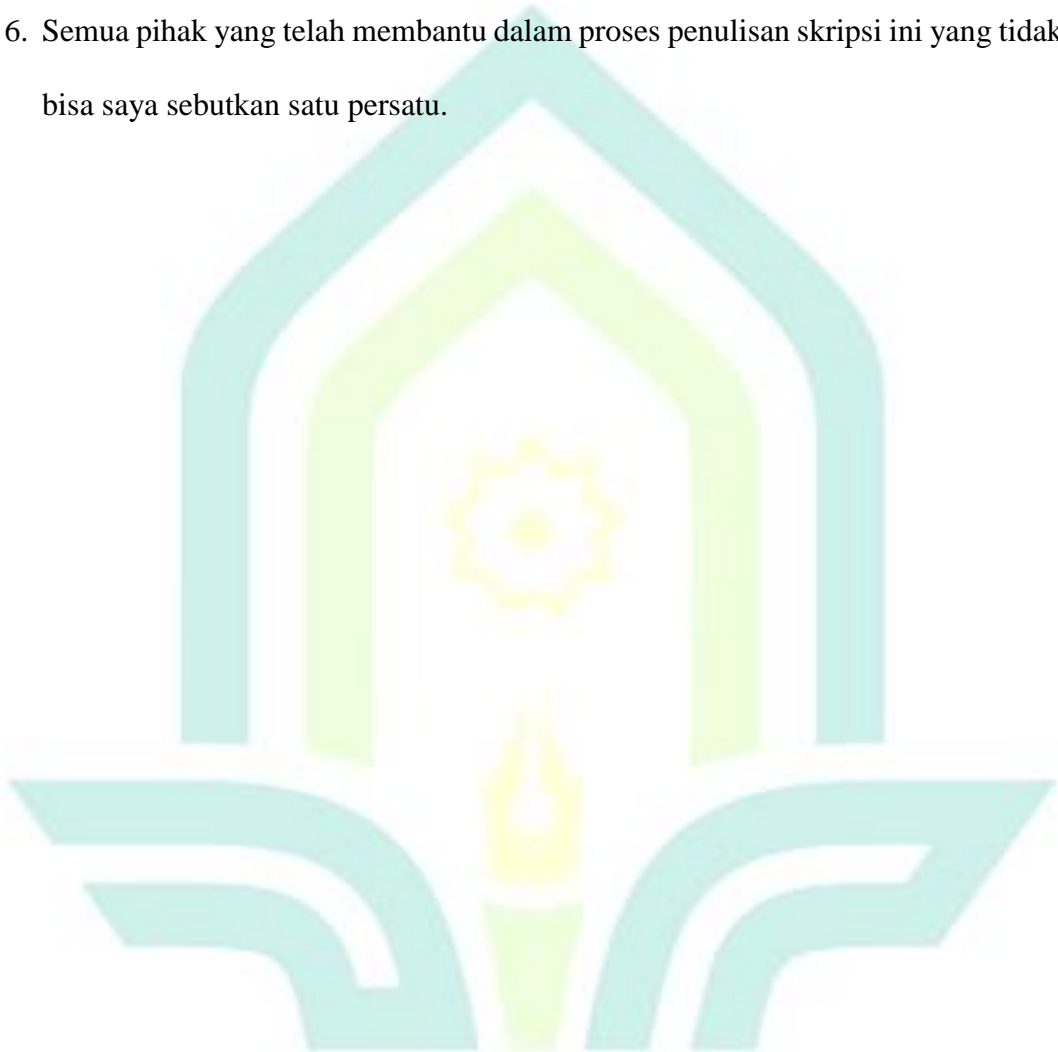 6. Semua pihak yang telah membantu dalam proses penulisan skripsi ini yang tidak
bisa saya sebutkan satu persatu.